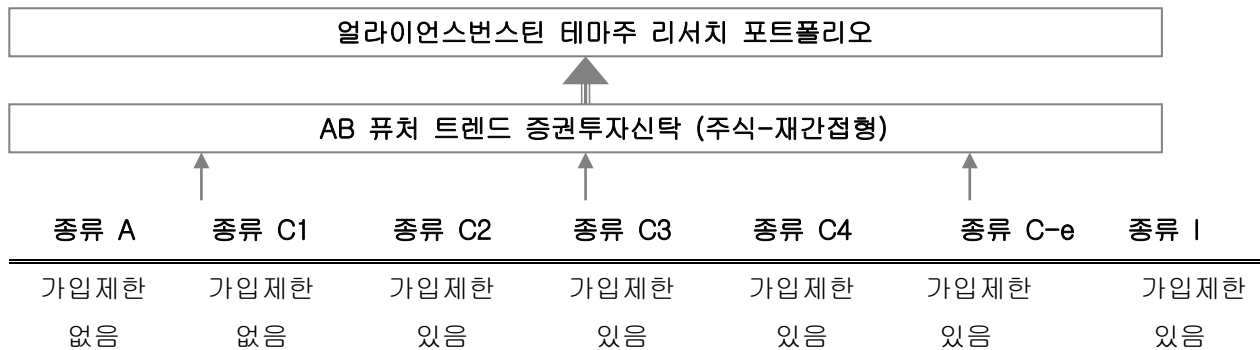 얼라이언스번스틴 테마주 리서치 포트폴리오
AB 퓨처 트렌드 증권투자신탁 (주식-재간접형)
종류 A 종류 C1 종류 C2 종류 C3 종류 C4 종류 C-e 종류 I
가입제한 가입제한 가입제한 가입제한 가입제한 가입제한 가입제한
없음 없음 있음 있음 있음 있음 있음